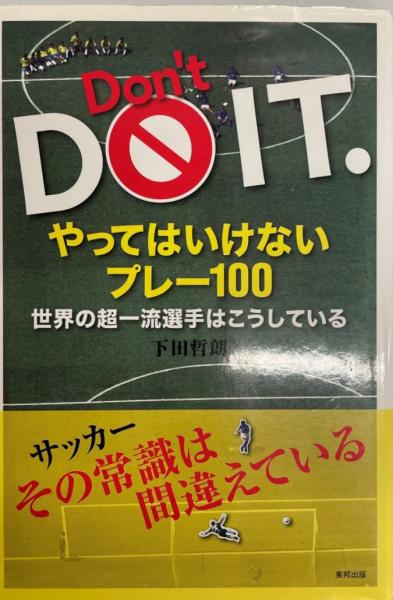 Don't
DO IT.
やってはいけない
プレー100
世界の超一流選手はこうしている
下田哲朗
サッカー
その常識は
間違えている
東邦出版